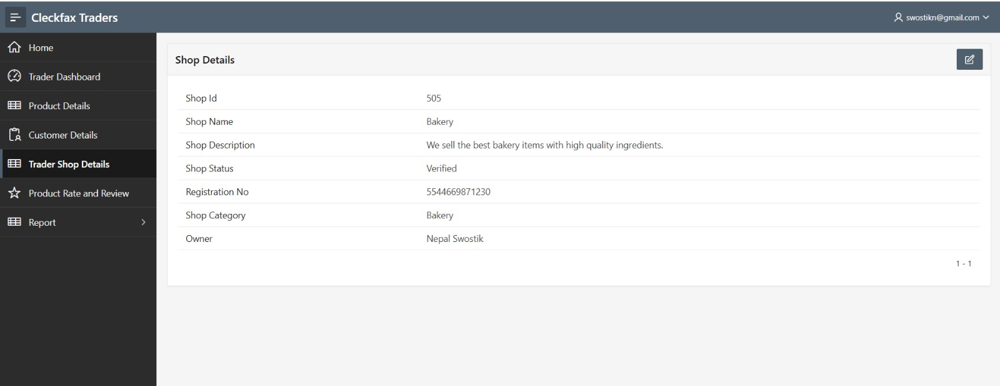 Cleckfax Traders
swostikn@gmail.com
Home
Trader Dashboard
Product Details
Customer Details
Trader Shop Details
Product Rate and Review
Report
Shop Details
Shop Id 505
Shop Name Bakery
Shop Description We sell the best bakery items with high quality ingredients.
Shop Status Verified
Registration No 5544669871230
Shop Category Bakery
Owner Nepal Swostik
1 - 1